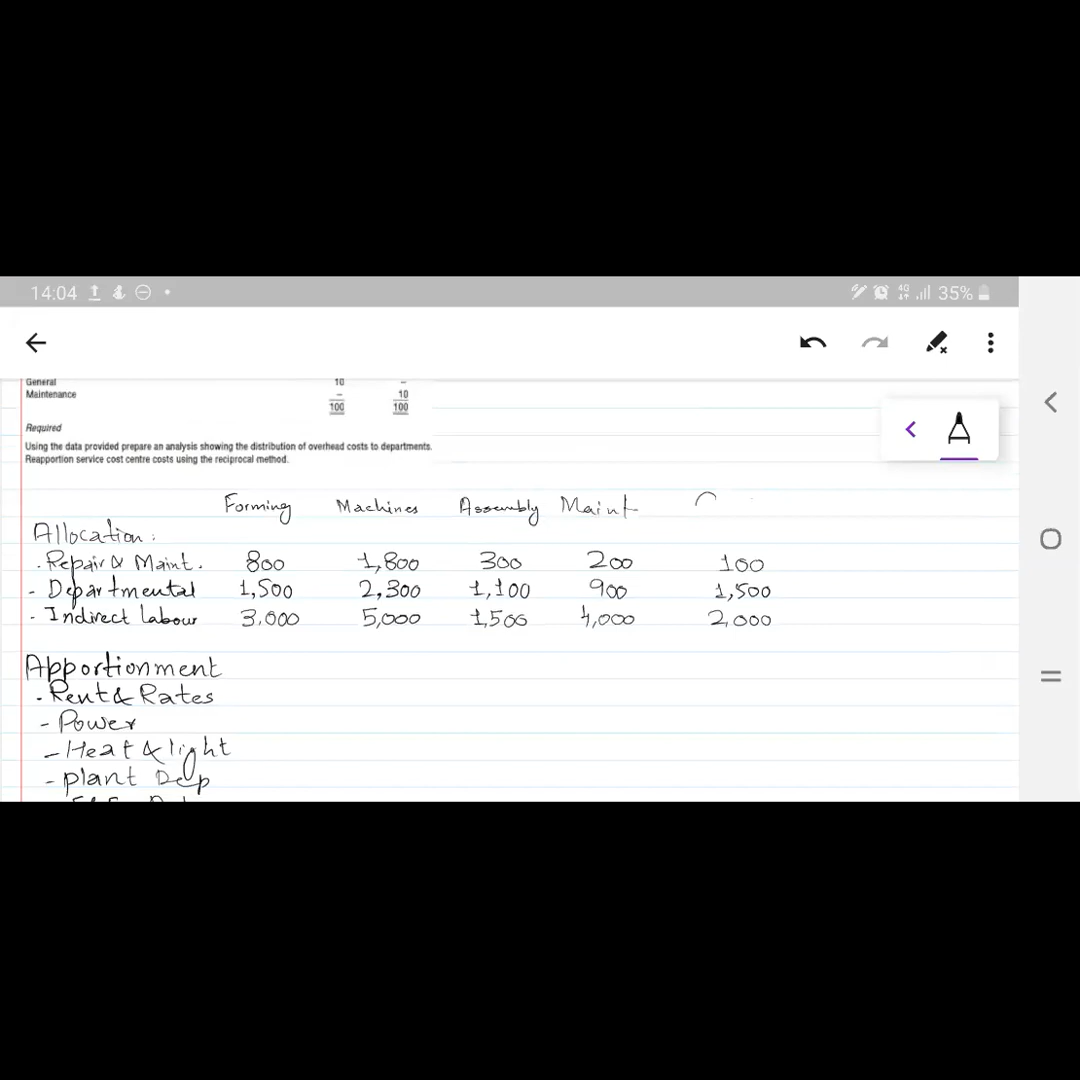 14:04 4G 35%
General 10 –
Maintenance – 10
100 100
Required
Using the data provided prepare an analysis showing the distribution of overhead costs to departments.
Reapportion service cost centre costs using the reciprocal method.
Forming Machines Assembly Maint
Allocation:
. Repair & Maint. 800 1,800 300 200 100
- Departmental 1,500 2,300 1,100 900 1,500
- Indirect labour 3,000 5,000 1,500 4,000 2,000
Apportionment
. Rent & Rates
- Power
- Heat & light
- plant Dep